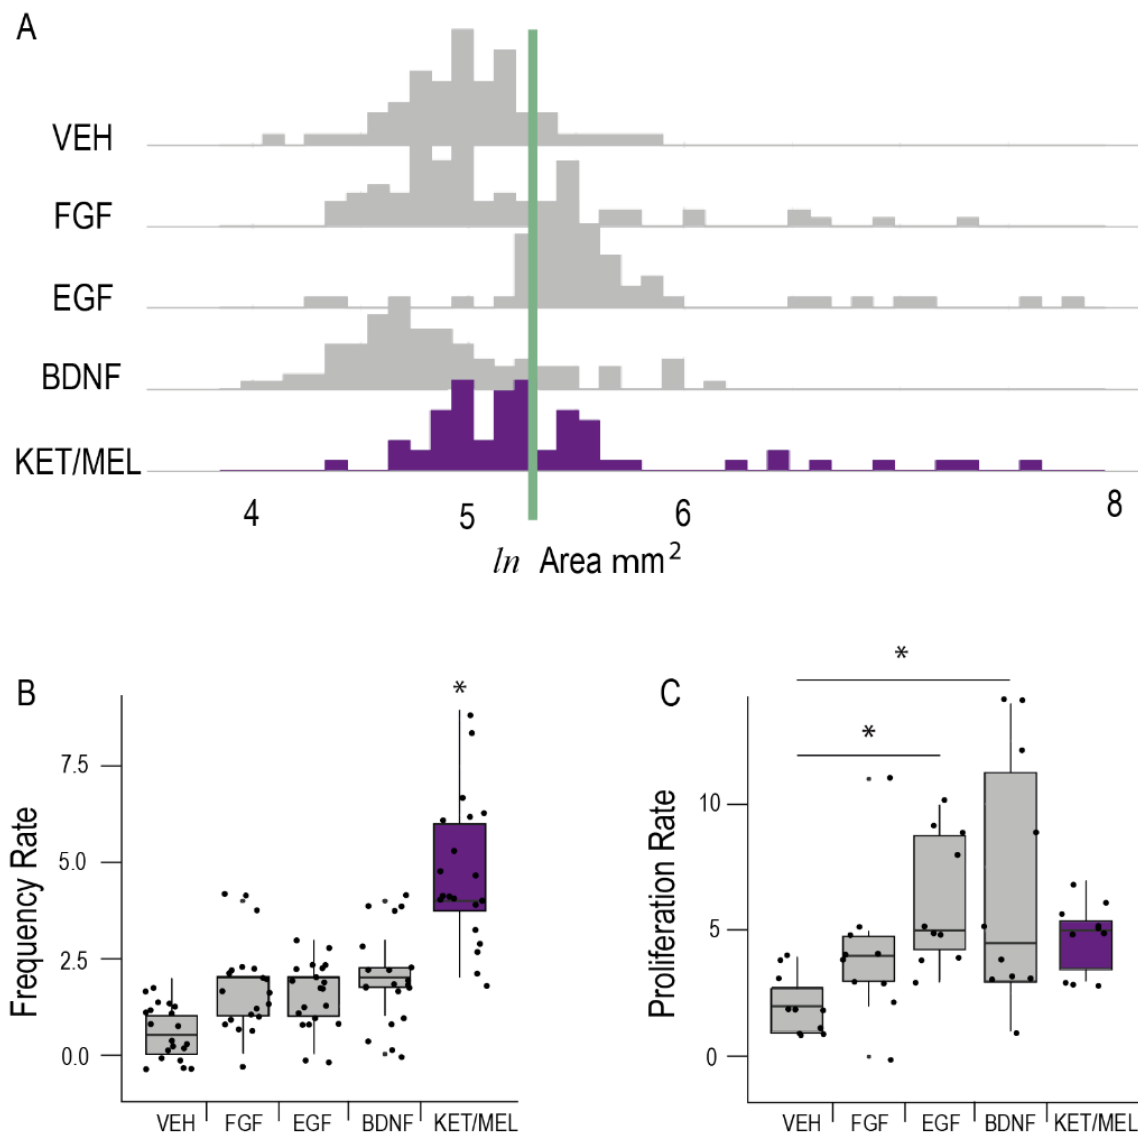 A
VEH
FGF
EGF
BDNF
KET/MEL
4 5 6 8
ln Area mm²
B
*
Frequency Rate
7.5
5.0
2.5
0.0
VEH FGF EGF BDNF KET/MEL
C
*
*
Proliferation Rate
10
5
0
VEH FGF EGF BDNF KET/MEL